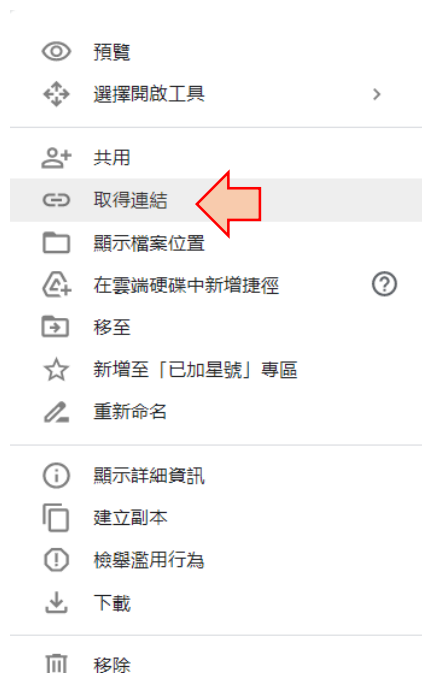 預覽
選擇開啟工具
共用
取得連結
顯示檔案位置
在雲端硬碟中新增捷徑
移至
新增至「已加星號」專區
重新命名
顯示詳細資訊
建立副本
檢舉濫用行為
下載
移除